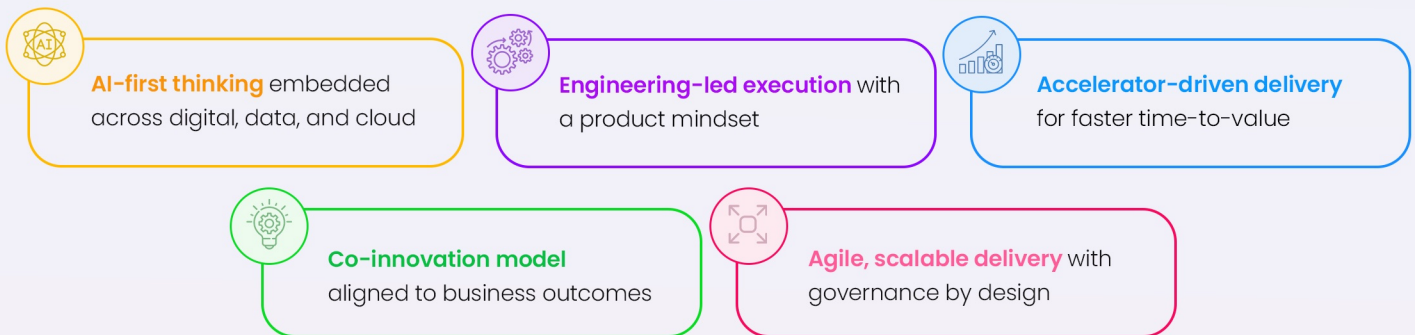 AI
AI-first thinking embedded
across digital, data, and cloud
Engineering-led execution with
a product mindset
Accelerator-driven delivery
for faster time-to-value
Co-innovation model
aligned to business outcomes
Agile, scalable delivery with
governance by design